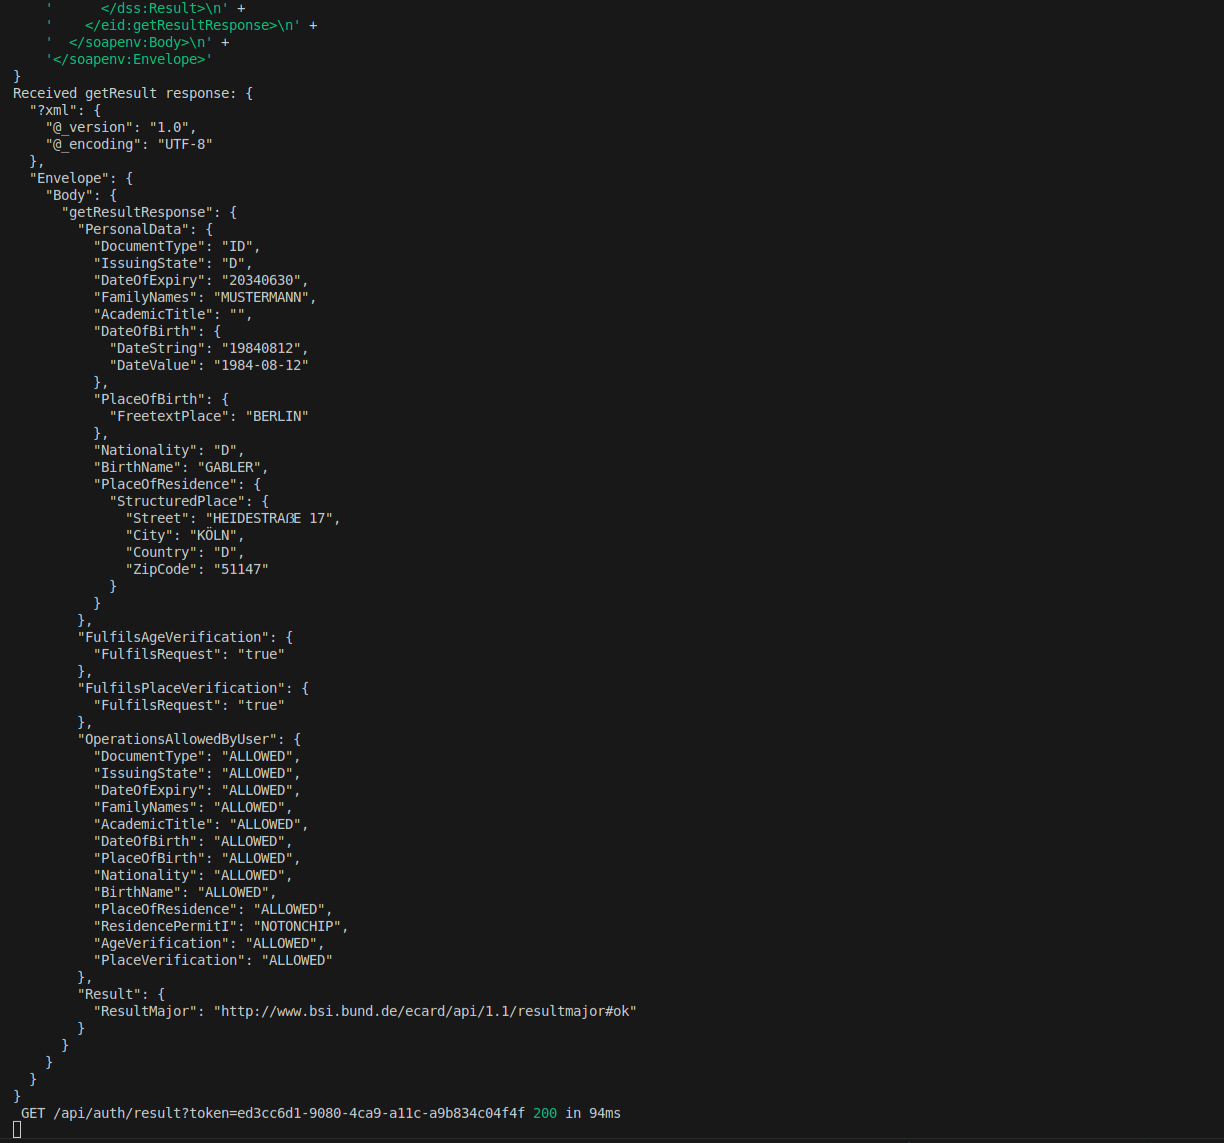 '      </dss:Result>\n' +
'    </eid:getResultResponse>\n' +
'  </soapenv:Body>\n' +
'</soapenv:Envelope>'
}
Received getResult response: {
  "?xml": {
    "@_version": "1.0",
    "@_encoding": "UTF-8"
  },
  "Envelope": {
    "Body": {
      "getResultResponse": {
        "PersonalData": {
          "DocumentType": "ID",
          "IssuingState": "D",
          "DateOfExpiry": "20340630",
          "FamilyNames": "MUSTERMANN",
          "AcademicTitle": "",
          "DateOfBirth": {
            "DateString": "19840812",
            "DateValue": "1984-08-12"
          },
          "PlaceOfBirth": {
            "FreetextPlace": "BERLIN"
          },
          "Nationality": "D",
          "BirthName": "GABLER",
          "PlaceOfResidence": {
            "StructuredPlace": {
              "Street": "HEIDESTRAẞE 17",
              "City": "KÖLN",
              "Country": "D",
              "ZipCode": "51147"
            }
          }
        },
        "FulfilsAgeVerification": {
          "FulfilsRequest": "true"
        },
        "FulfilsPlaceVerification": {
          "FulfilsRequest": "true"
        },
        "OperationsAllowedByUser": {
          "DocumentType": "ALLOWED",
          "IssuingState": "ALLOWED",
          "DateOfExpiry": "ALLOWED",
          "FamilyNames": "ALLOWED",
          "AcademicTitle": "ALLOWED",
          "DateOfBirth": "ALLOWED",
          "PlaceOfBirth": "ALLOWED",
          "Nationality": "ALLOWED",
          "BirthName": "ALLOWED",
          "PlaceOfResidence": "ALLOWED",
          "ResidencePermitI": "NOTONCHIP",
          "AgeVerification": "ALLOWED",
          "PlaceVerification": "ALLOWED"
        },
        "Result": {
          "ResultMajor": "http://www.bsi.bund.de/ecard/api/1.1/resultmajor#ok"
        }
      }
    }
  }
}
 GET /api/auth/result?token=ed3cc6d1-9080-4ca9-a11c-a9b834c04f4f 200 in 94ms